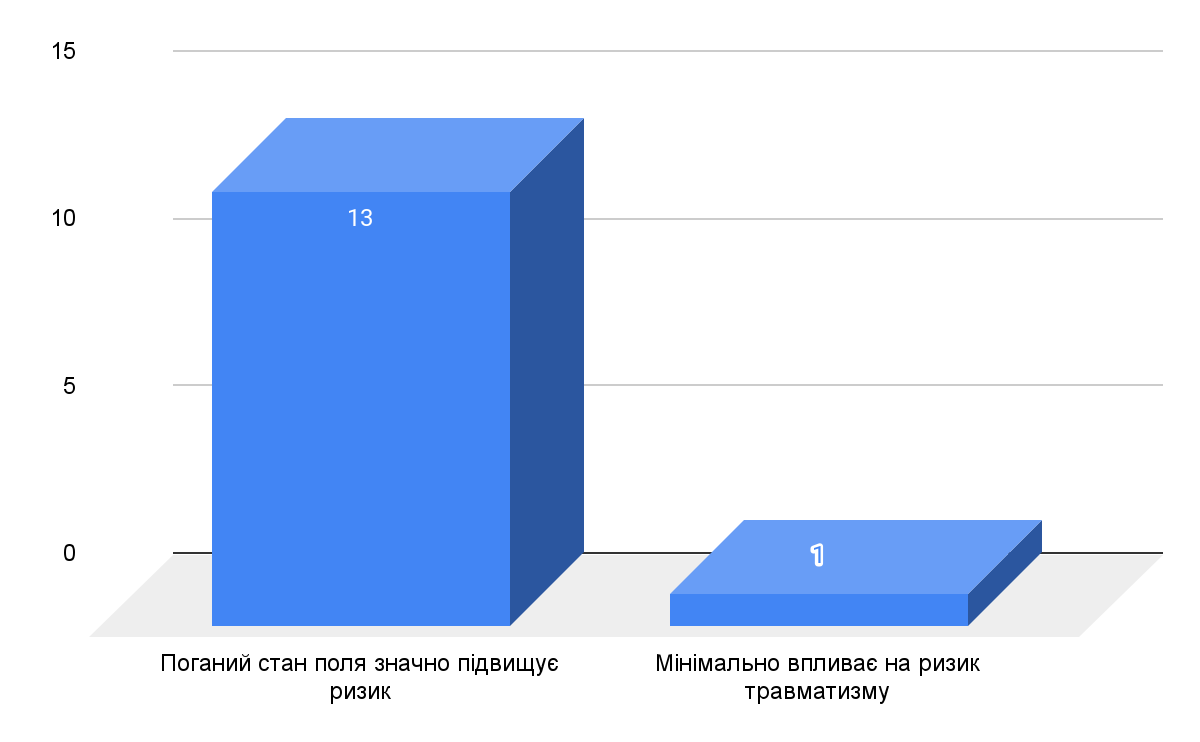 15
10
5
0
13
1
Поганий стан поля значно підвищує
ризик
Мінімально впливає на ризик
травматизму